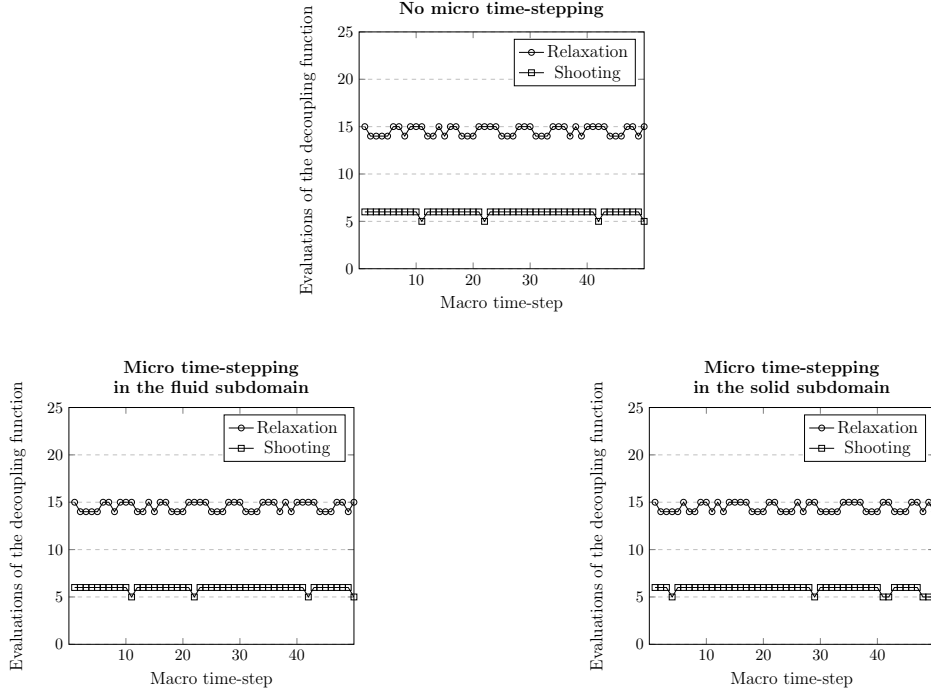 No micro time-stepping
Evaluations of the decoupling function
25
20
15
10
5
0
10
20
30
40
Macro time-step
Relaxation
Shooting
Micro time-stepping
in the fluid subdomain
Evaluations of the decoupling function
25
20
15
10
5
0
10
20
30
40
Macro time-step
Relaxation
Shooting
Micro time-stepping
in the solid subdomain
Evaluations of the decoupling function
25
20
15
10
5
0
10
20
30
40
Macro time-step
Relaxation
Shooting